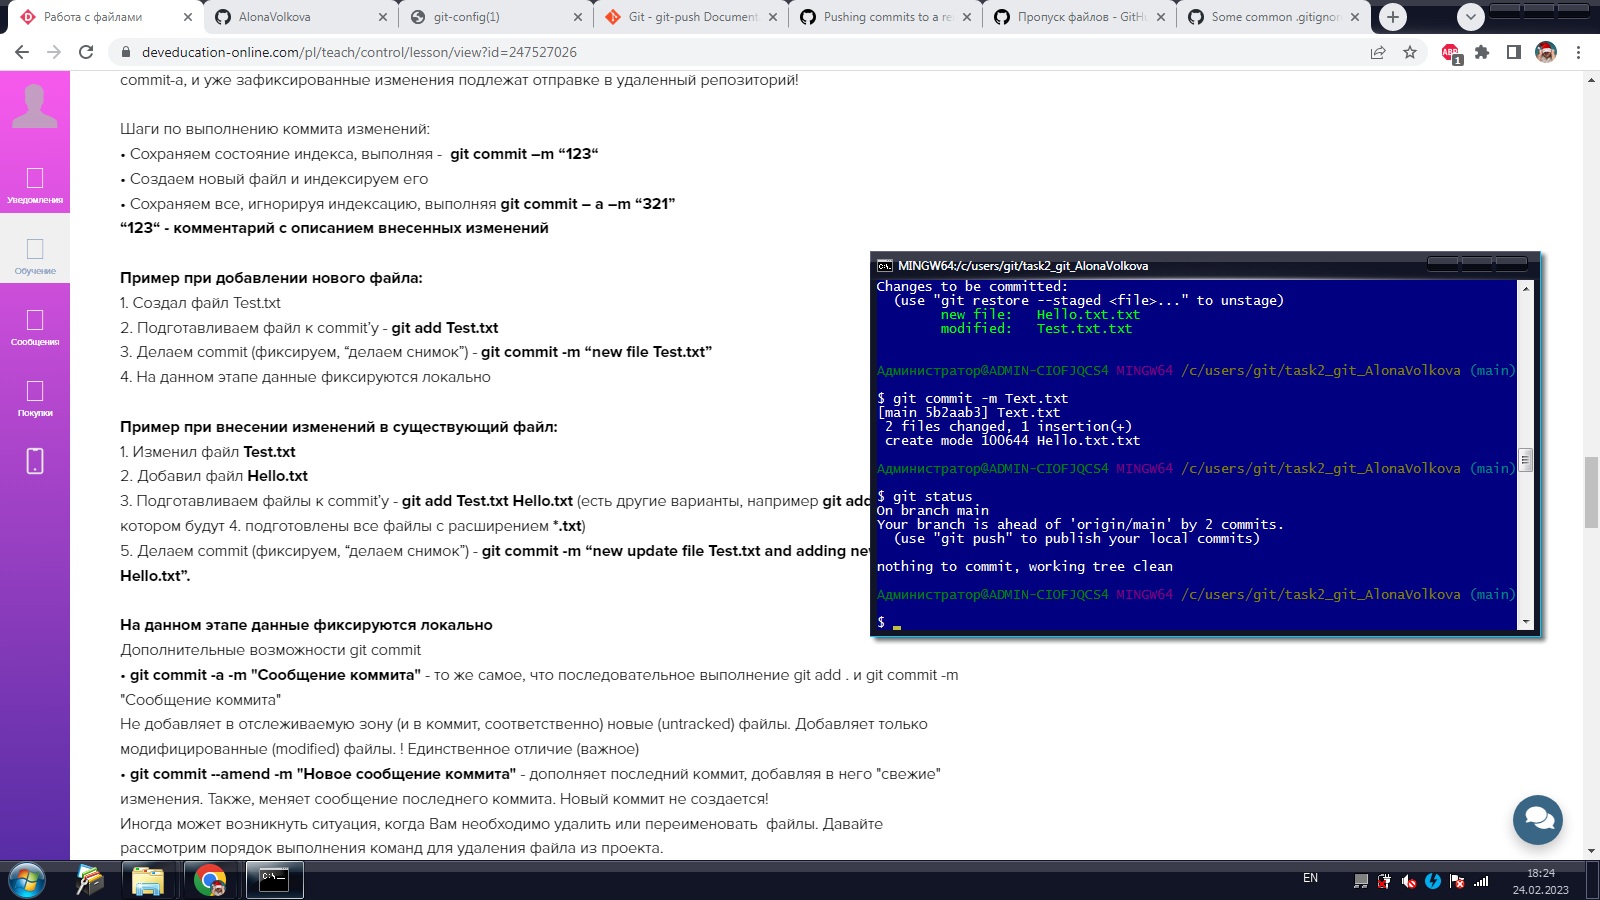 Работа с файлами
AlonaVolkova
git-config(1)
Git - git-push Document
Pushing commits to a re
Пропуск файлов - GitHu
Some common .gitignor
deveducation-online.com/pl/teach/control/lesson/view?id=247527026
ABP
1
commit-а, и уже зафиксированные изменения подлежат отправке в удаленный репозиторий!
Шаги по выполнению коммита изменений:
• Сохраняем состояние индекса, выполняя - git commit –m “123“
• Создаем новый файл и индексируем его
• Сохраняем все, игнорируя индексацию, выполняя git commit – a –m “321”
“123“ - комментарий с описанием внесенных изменений
Пример при добавлении нового файла:
1. Создал файл Test.txt
2. Подготавливаем файл к commit’у - git add Test.txt
3. Делаем commit (фиксируем, “делаем снимок”) - git commit -m “new file Test.txt”
4. На данном этапе данные фиксируются локально
Пример при внесении изменений в существующий файл:
1. Изменил файл Test.txt
2. Добавил файл Hello.txt
3. Подготавливаем файлы к commit’у - git add Test.txt Hello.txt (есть другие варианты, например git add
котором будут 4. подготовлены все файлы с расширением *.txt)
5. Делаем commit (фиксируем, “делаем снимок”) - git commit -m “new update file Test.txt and adding new
Hello.txt”.
На данном этапе данные фиксируются локально
Дополнительные возможности git commit
• git commit -a -m "Сообщение коммита" - то же самое, что последовательное выполнение git add . и git commit -m
"Сообщение коммита"
Не добавляет в отслеживаемую зону (и в коммит, соответственно) новые (untracked) файлы. Добавляет только
модифицированные (modified) файлы. ! Единственное отличие (важное)
• git commit --amend -m "Новое сообщение коммита" - дополняет последний коммит, добавляя в него "свежие"
изменения. Также, меняет сообщение последнего коммита. Новый коммит не создается!
Иногда может возникнуть ситуация, когда Вам необходимо удалить или переименовать файлы. Давайте
рассмотрим порядок выполнения команд для удаления файла из проекта.
Уведомления
Обучение
Сообщения
Покупки
MINGW64:/c/users/git/task2_git_AlonaVolkova
Changes to be committed:
(use "git restore --staged <file>..." to unstage)
new file: Hello.txt.txt
modified: Test.txt.txt
Администратор@ADMIN-CIOFJQCS4 MINGW64 /c/users/git/task2_git_AlonaVolkova (main)
$ git commit -m Text.txt
[main 5b2aab3] Text.txt
2 files changed, 1 insertion(+)
create mode 100644 Hello.txt.txt
Администратор@ADMIN-CIOFJQCS4 MINGW64 /c/users/git/task2_git_AlonaVolkova (main)
$ git status
On branch main
Your branch is ahead of 'origin/main' by 2 commits.
(use "git push" to publish your local commits)
nothing to commit, working tree clean
Администратор@ADMIN-CIOFJQCS4 MINGW64 /c/users/git/task2_git_AlonaVolkova (main)
$
EN
18:24
24.02.2023